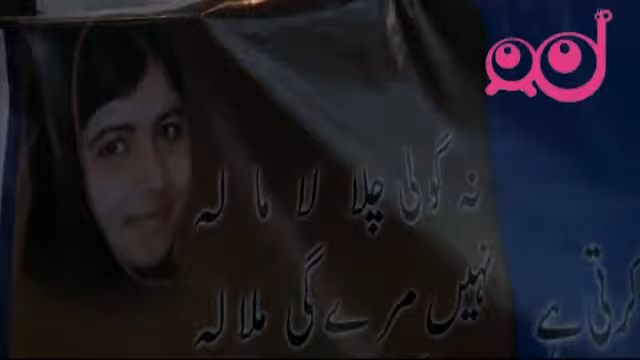 نہ گولی چلا لا ما لہ
نہیں مرے گی ملالہ
کرتی ہے